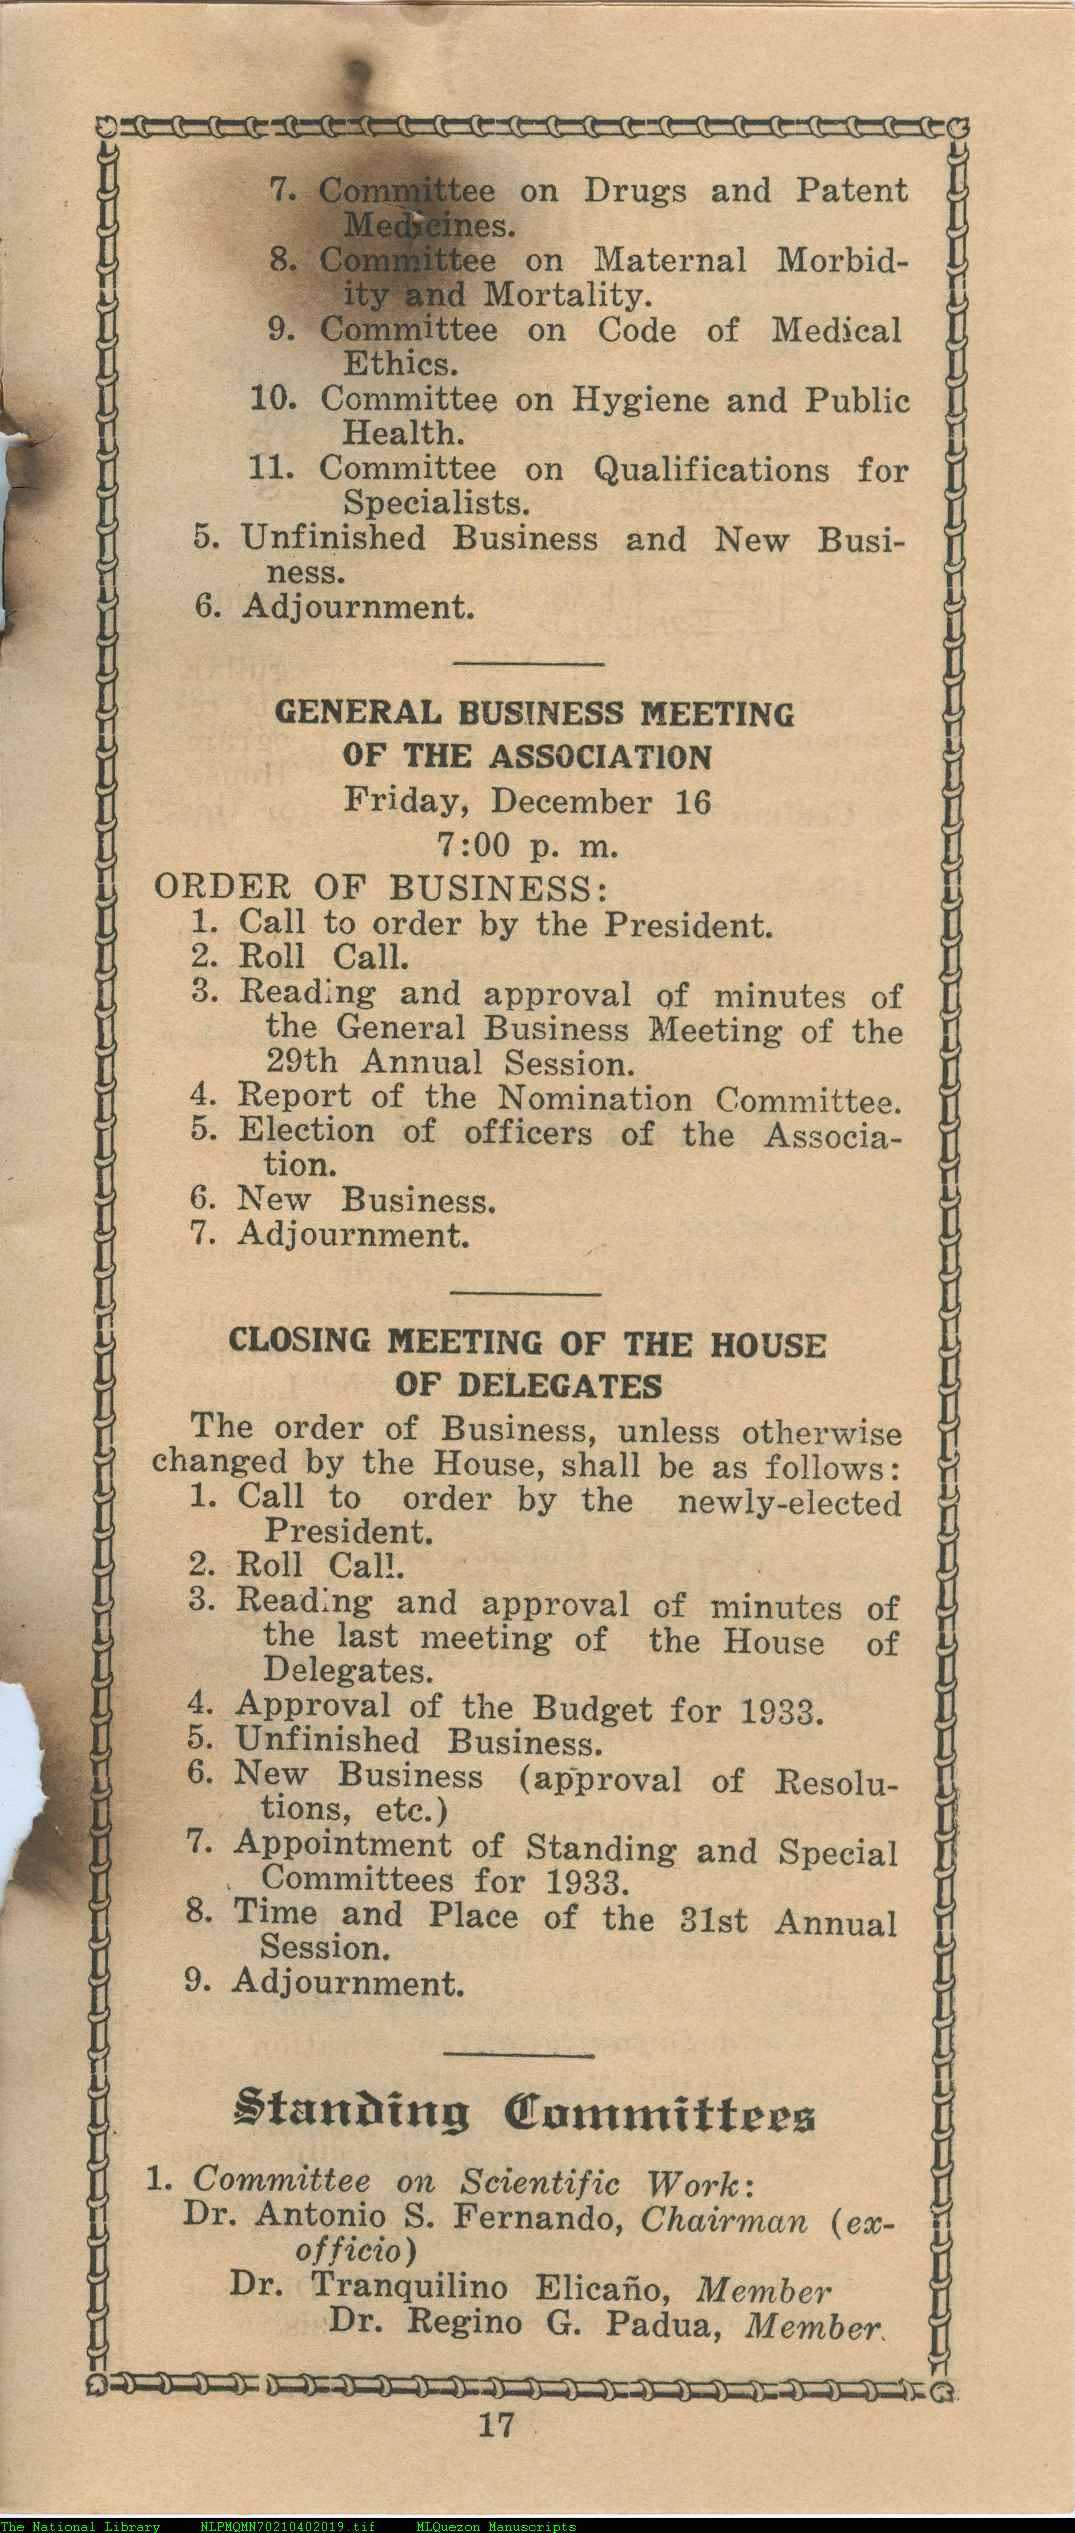 7. Committee on Drugs and Patent
Medicines.
8. Committee on Maternal Morbid-
ity and Mortality.
9. Committee on Code of Medical
Ethics.
10. Committee on Hygiene and Public
Health.
11. Committee on Qualifications for
Specialists.
5. Unfinished Business and New Busi-
ness.
6. Adjournment.
GENERAL BUSINESS MEETING
OF THE ASSOCIATION
Friday, December 16
7:00 p. m.
ORDER OF BUSINESS:
1. Call to order by the President.
2. Roll Call.
3. Reading and approval of minutes of
the General Business Meeting of the
29th Annual Session.
4. Report of the Nomination Committee.
5. Election of officers of the Associa-
tion.
6. New Business.
7. Adjournment.
CLOSING MEETING OF THE HOUSE
OF DELEGATES
The order of Business, unless otherwise
changed by the House, shall be as follows:
1. Call to order by the newly-elected
President.
2. Roll Call.
3. Reading and approval of minutes of
the last meeting of the House of
Delegates.
4. Approval of the Budget for 1933.
5. Unfinished Business.
6. New Business (approval of Resolu-
tions, etc.)
7. Appointment of Standing and Special
Committees for 1933.
8. Time and Place of the 31st Annual
Session.
9. Adjournment.
Standing Committees
1. Committee on Scientific Work:
Dr. Antonio S. Fernando, Chairman (ex-
officio)
Dr. Tranquilino Elicaño, Member
Dr. Regino G. Padua, Member.
17
The National Library NLPMQMN70210402019.tif MLQuezon Manuscripts